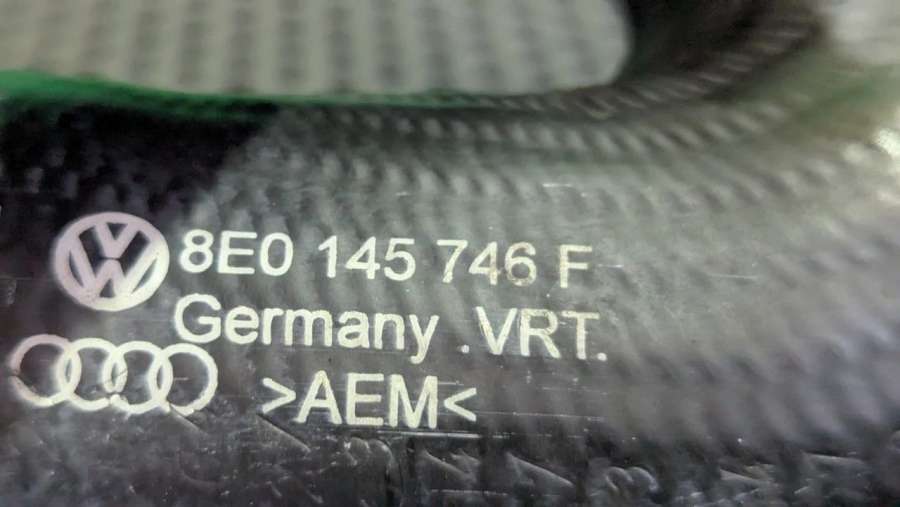 8E0 145 746 F
Germany .VRT.
>AEM<